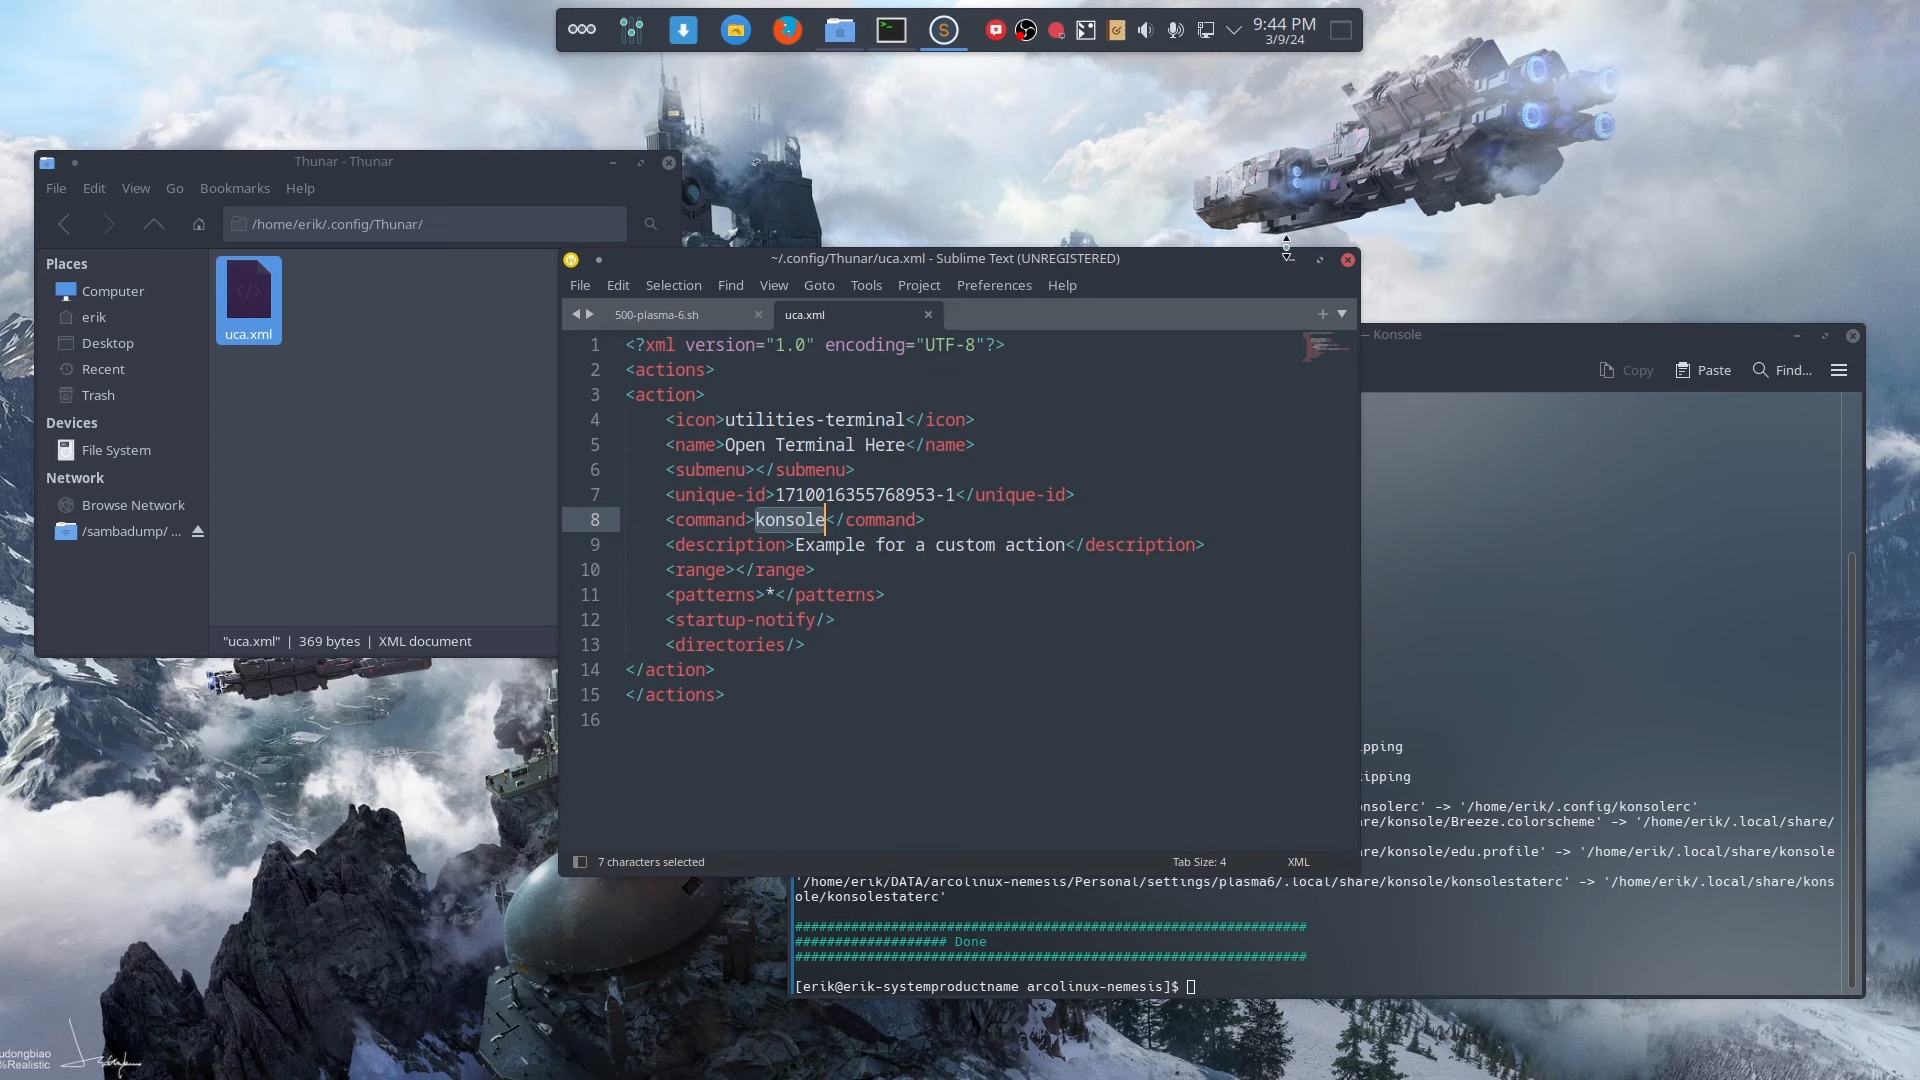 9:44 PM
3/9/24
Thunar - Thunar
File Edit View Go Bookmarks Help
/home/erik/.config/Thunar/
Places
Computer
erik
Desktop
Recent
Trash
Devices
File System
Network
Browse Network
/sambadump/ ...
uca.xml
"uca.xml" | 369 bytes | XML document
~/.config/Thunar/uca.xml - Sublime Text (UNREGISTERED)
File Edit Selection Find View Goto Tools Project Preferences Help
500-plasma-6.sh
uca.xml
1 <?xml version="1.0" encoding="UTF-8"?>
2 <actions>
3 <action>
4 <icon>utilities-terminal</icon>
5 <name>Open Terminal Here</name>
6 <submenu></submenu>
7 <unique-id>1710016355768953-1</unique-id>
8 <command>konsole</command>
9 <description>Example for a custom action</description>
10 <range></range>
11 <patterns>*</patterns>
12 <startup-notify/>
13 <directories/>
14 </action>
15 </actions>
16
7 characters selected
Tab Size: 4
XML
— Konsole
Copy Paste Find...
ipping
kipping
onsolerc' -> '/home/erik/.config/konsolerc'
re/konsole/Breeze.colorscheme' -> '/home/erik/.local/share/
re/konsole/edu.profile' -> '/home/erik/.local/share/konsole
'/home/erik/DATA/arcolinux-nemesis/Personal/settings/plasma6/.local/share/konsole/konsolestaterc' -> '/home/erik/.local/share/kons
ole/konsolestaterc'
################################################################
################### Done
################################################################
[erik@erik-systemproductname arcolinux-nemesis]$
udongbiao
%Realistic